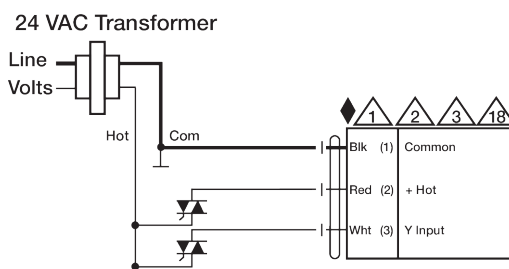 24 VAC Transformer
Line
Volts
Hot
Com
1
2
3
18
Blk (1) Common
Red (2) + Hot
Wht (3) Y Input